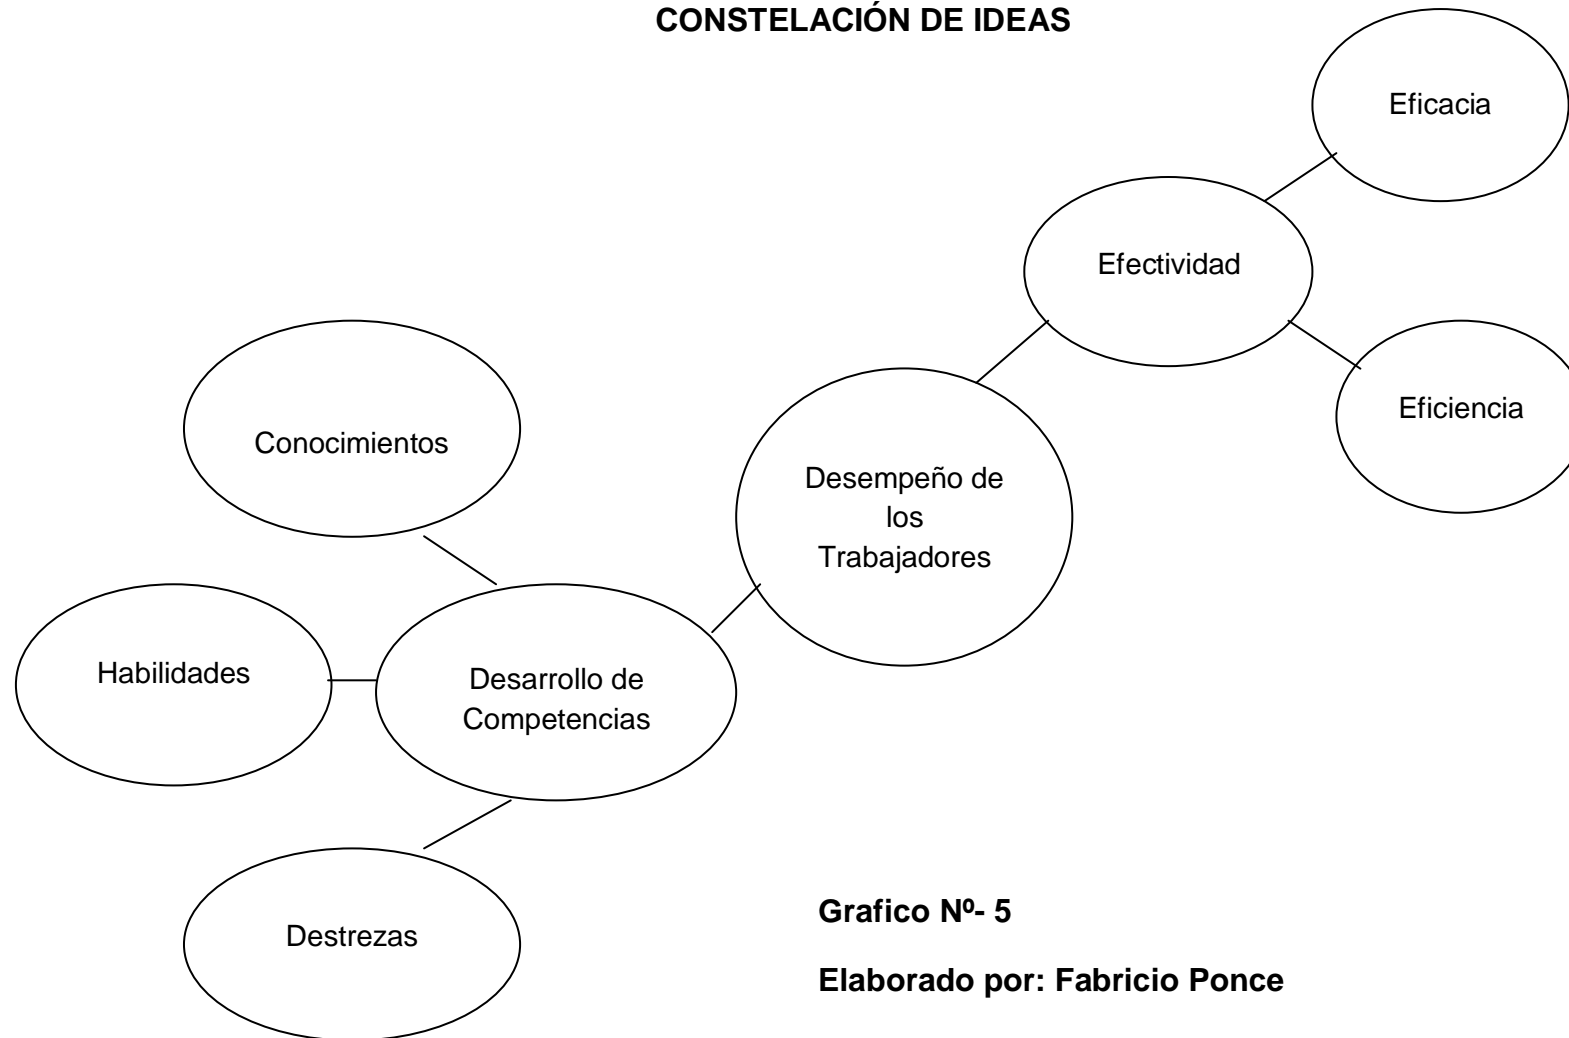 CONSTELACIÓN DE IDEAS
Eficacia
Efectividad
Eficiencia
Conocimientos
Desempeño de
los
Trabajadores
Habilidades
Desarrollo de
Competencias
Destrezas
Grafico Nº- 5
Elaborado por: Fabricio Ponce